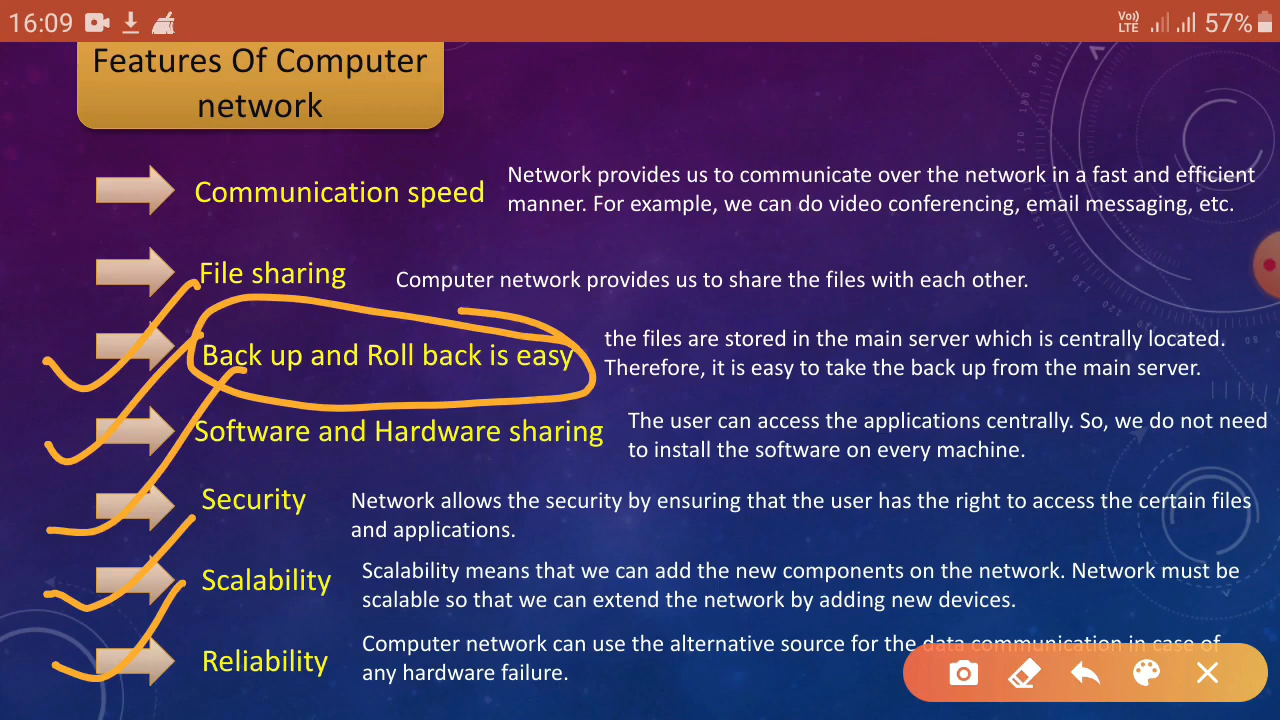 16:09
Vo)) LTE
57%
Features Of Computer
network
Communication speed
Network provides us to communicate over the network in a fast and efficient
manner. For example, we can do video conferencing, email messaging, etc.
File sharing
Computer network provides us to share the files with each other.
Back up and Roll back is easy
the files are stored in the main server which is centrally located.
Therefore, it is easy to take the back up from the main server.
Software and Hardware sharing
The user can access the applications centrally. So, we do not need
to install the software on every machine.
Security
Network allows the security by ensuring that the user has the right to access the certain files
and applications.
Scalability
Scalability means that we can add the new components on the network. Network must be
scalable so that we can extend the network by adding new devices.
Reliability
Computer network can use the alternative source for the data communication in case of
any hardware failure.